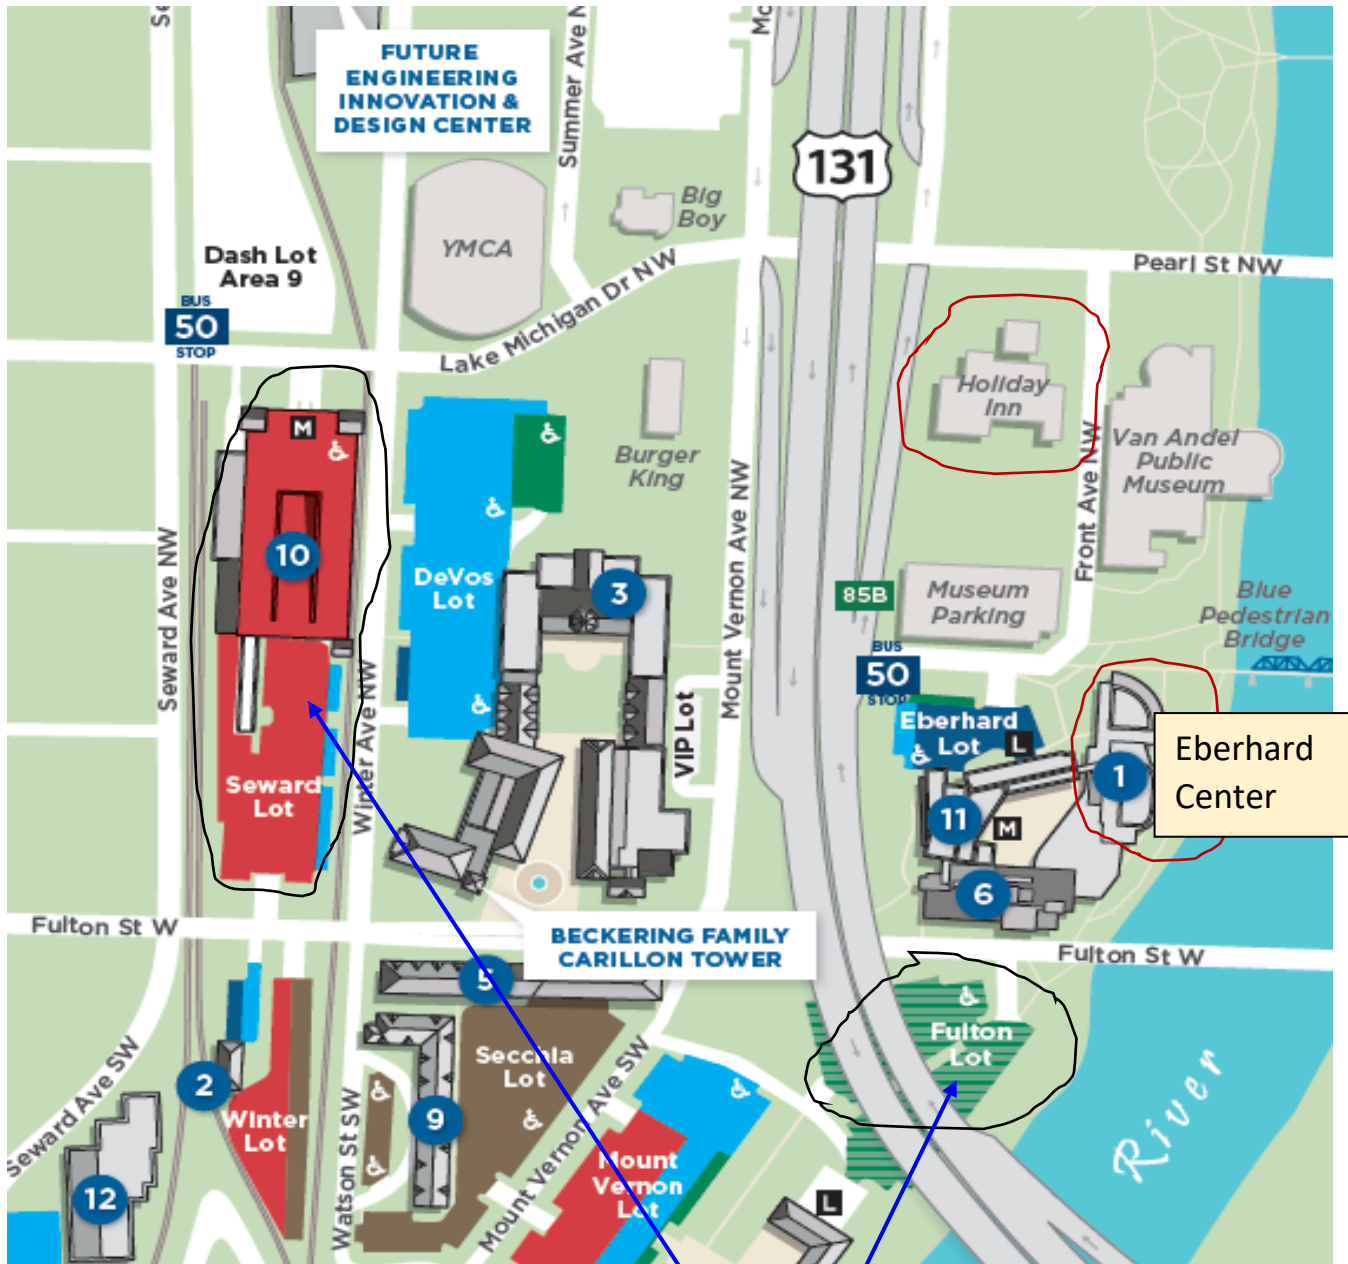 Se
Summer Ave N
Mo
FUTURE
ENGINEERING
INNOVATION &
DESIGN CENTER
131
Big
Boy
YMCA
Dash Lot
Area 9
BUS
50
STOP
Lake Michigan Dr NW
Pearl St NW
Holiday
Inn
M
Burger
King
Van Andel
Public
Museum
Front Ave NW
Mount Vernon Ave NW
Seward Ave NW
10
DeVos
Lot
3
85B
Museum
Parking
Blue
Pedestrian
Bridge
BUS
50
STOP
Winter Ave NW
VIP Lot
Eberhard
Lot
L
Eberhard
Center
1
Seward
Lot
11
M
6
Fulton St W
BECKERING FAMILY
CARILLON TOWER
Fulton St W
5
Fulton
Lot
Secchia
Lot
2
Seward Ave SW
Winter
Lot
9
Watson St SW
Mount Vernon Ave SW
River
12
Mount
Vernon
Lot
L